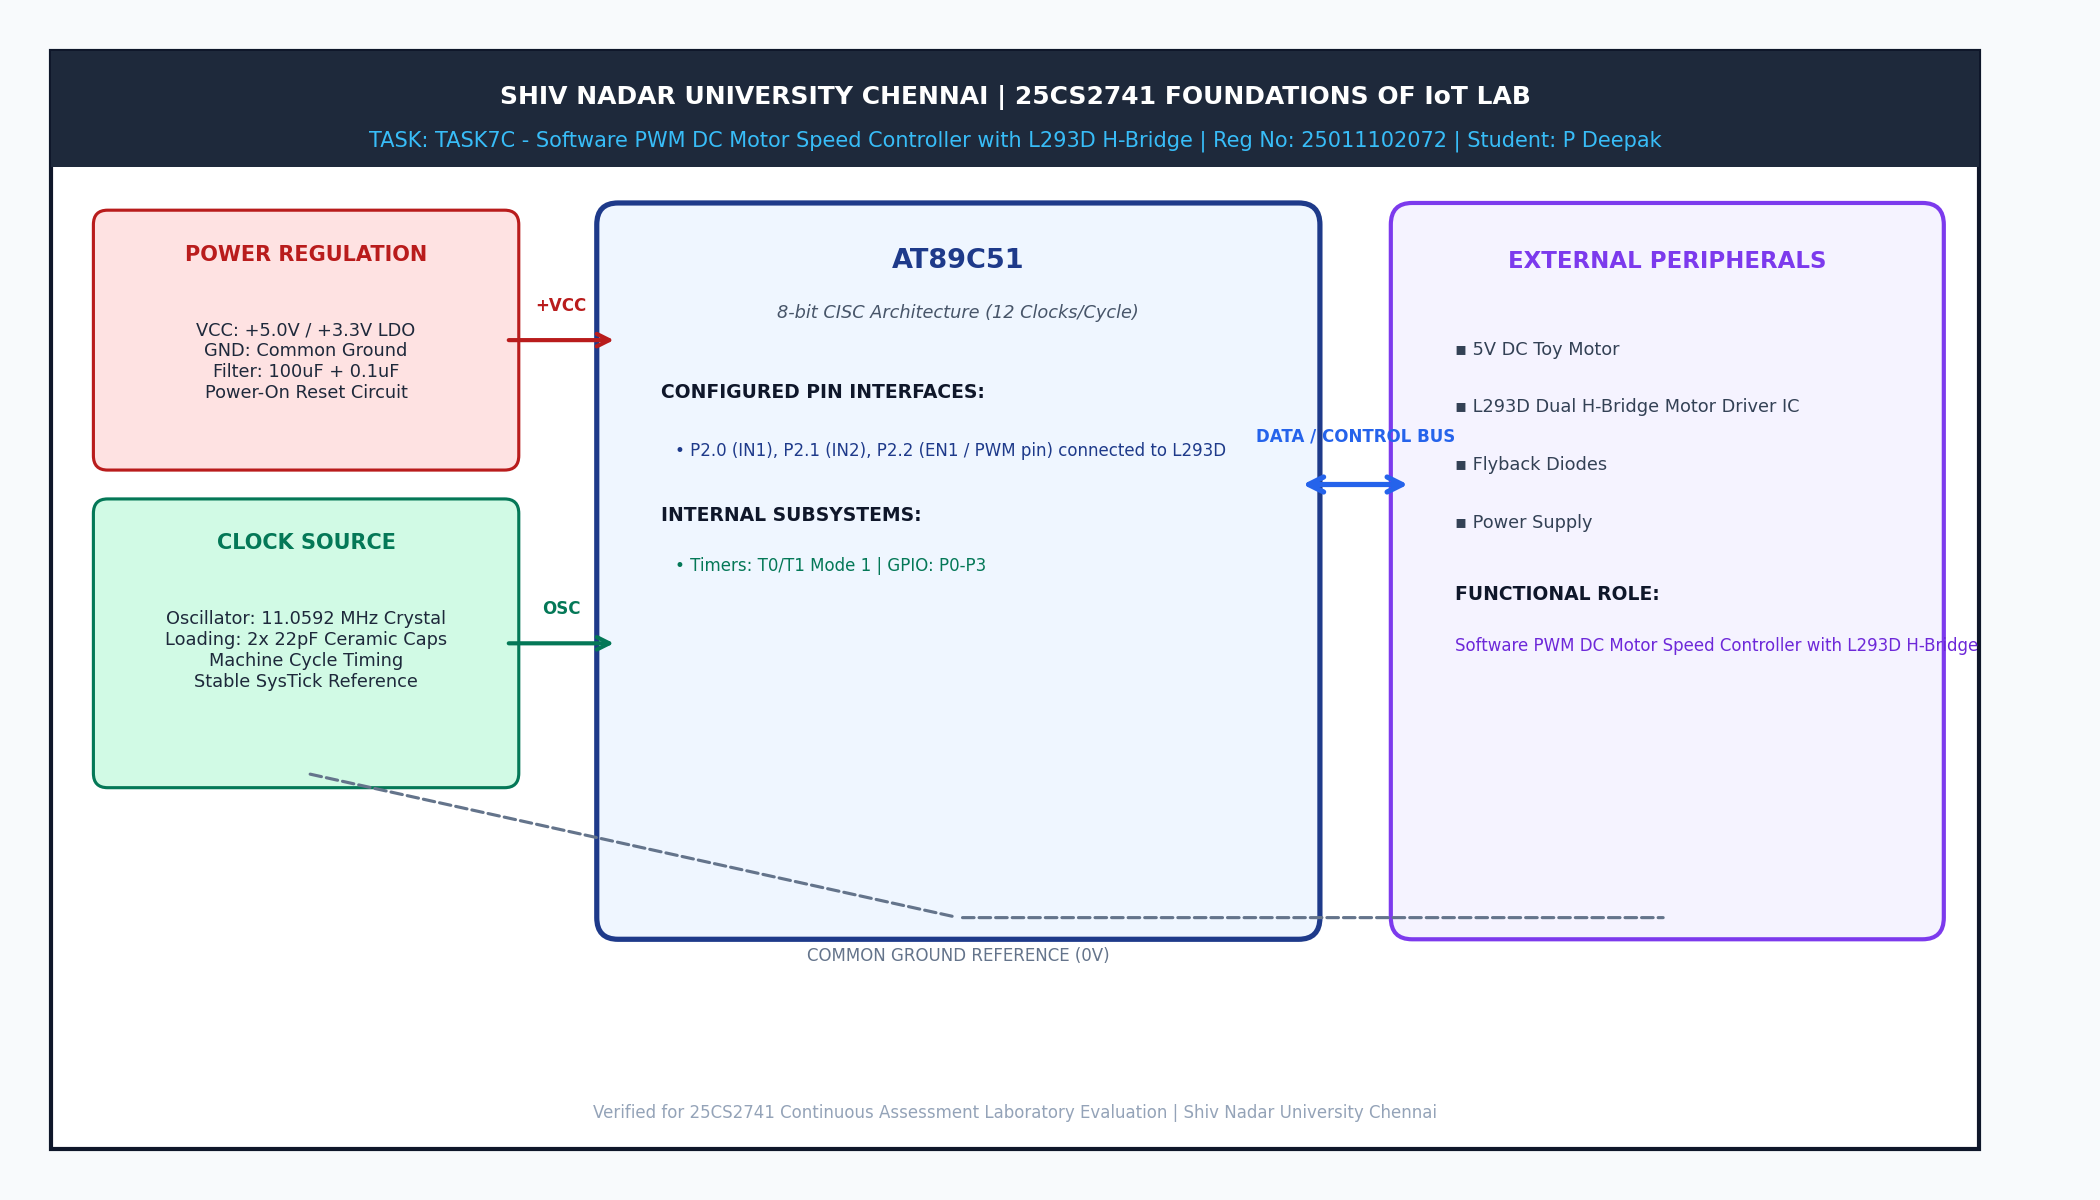 SHIV NADAR UNIVERSITY CHENNAI | 25CS2741 FOUNDATIONS OF IoT LAB
TASK: TASK7C - Software PWM DC Motor Speed Controller with L293D H-Bridge | Reg No: 25011102072 | Student: P Deepak
POWER REGULATION
VCC: +5.0V / +3.3V LDO
GND: Common Ground
Filter: 100uF + 0.1uF
Power-On Reset Circuit
+VCC
CLOCK SOURCE
Oscillator: 11.0592 MHz Crystal
Loading: 2x 22pF Ceramic Caps
Machine Cycle Timing
Stable SysTick Reference
OSC
AT89C51
8-bit CISC Architecture (12 Clocks/Cycle)
CONFIGURED PIN INTERFACES:
• P2.0 (IN1), P2.1 (IN2), P2.2 (EN1 / PWM pin) connected to L293D
INTERNAL SUBSYSTEMS:
• Timers: T0/T1 Mode 1 | GPIO: P0-P3
DATA / CONTROL BUS
EXTERNAL PERIPHERALS
▪ 5V DC Toy Motor
▪ L293D Dual H-Bridge Motor Driver IC
▪ Flyback Diodes
▪ Power Supply
FUNCTIONAL ROLE:
Software PWM DC Motor Speed Controller with L293D H-Bridge
COMMON GROUND REFERENCE (0V)
Verified for 25CS2741 Continuous Assessment Laboratory Evaluation | Shiv Nadar University Chennai